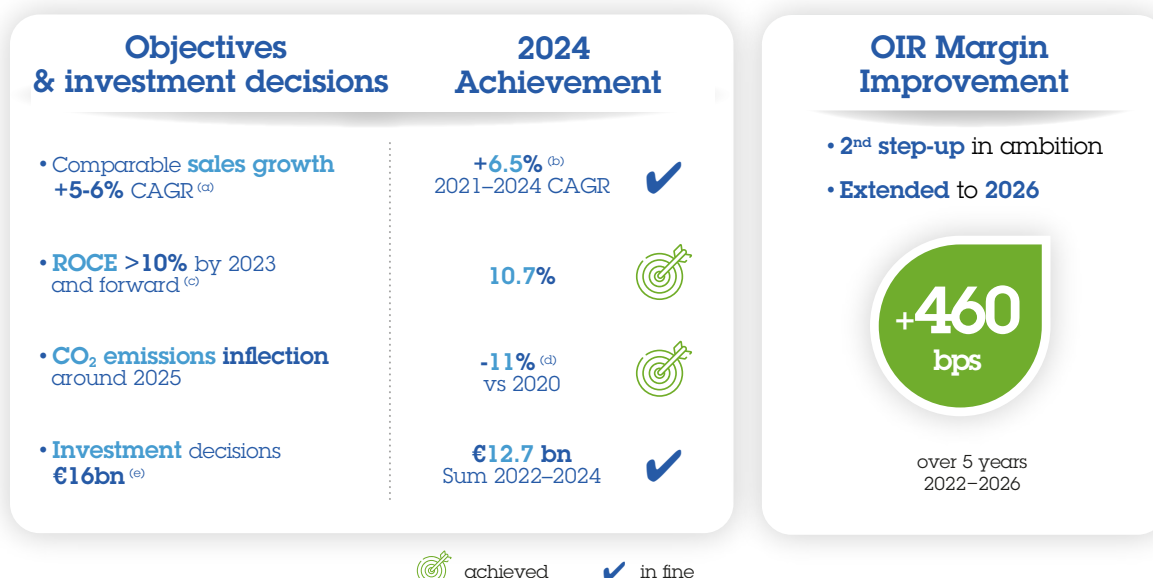 Objectives
& investment decisions
2024
Achievement
• Comparable sales growth
+5-6% CAGR (a)
+6.5% (b)
2021–2024 CAGR
• ROCE >10% by 2023
and forward (c)
10.7%
• CO₂ emissions inflection
around 2025
-11% (d)
vs 2020
• Investment decisions
€16bn (e)
€12.7 bn
Sum 2022–2024
OIR Margin
Improvement
• 2nd step-up in ambition
• Extended to 2026
+460
bps
over 5 years
2022–2026
achieved
in fine